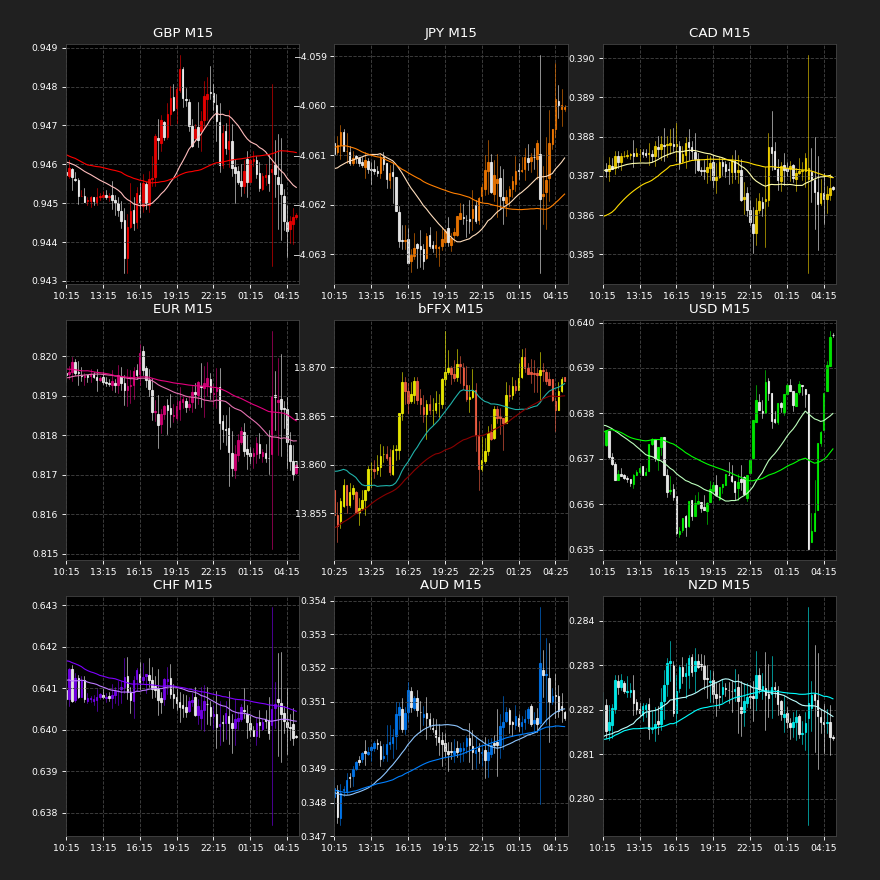 GBP M15
0.949
0.948
0.947
0.946
0.945
0.944
0.943
10:15 13:15 16:15 19:15 22:15 01:15 04:15
JPY M15
−4.059
−4.060
−4.061
−4.062
−4.063
10:15 13:15 16:15 19:15 22:15 01:15 04:15
CAD M15
0.390
0.389
0.388
0.387
0.386
0.385
10:15 13:15 16:15 19:15 22:15 01:15 04:15
EUR M15
0.820
0.819
0.818
0.817
0.816
0.815
10:15 13:15 16:15 19:15 22:15 01:15 04:15
bFFX M15
13.870
13.865
13.860
13.855
10:25 13:25 16:25 19:25 22:25 01:25 04:25
USD M15
0.640
0.639
0.638
0.637
0.636
0.635
10:15 13:15 16:15 19:15 22:15 01:15 04:15
CHF M15
0.643
0.642
0.641
0.640
0.639
0.638
10:15 13:15 16:15 19:15 22:15 01:15 04:15
AUD M15
0.354
0.353
0.352
0.351
0.350
0.349
0.348
0.347
10:15 13:15 16:15 19:15 22:15 01:15 04:15
NZD M15
0.284
0.283
0.282
0.281
0.280
10:15 13:15 16:15 19:15 22:15 01:15 04:15